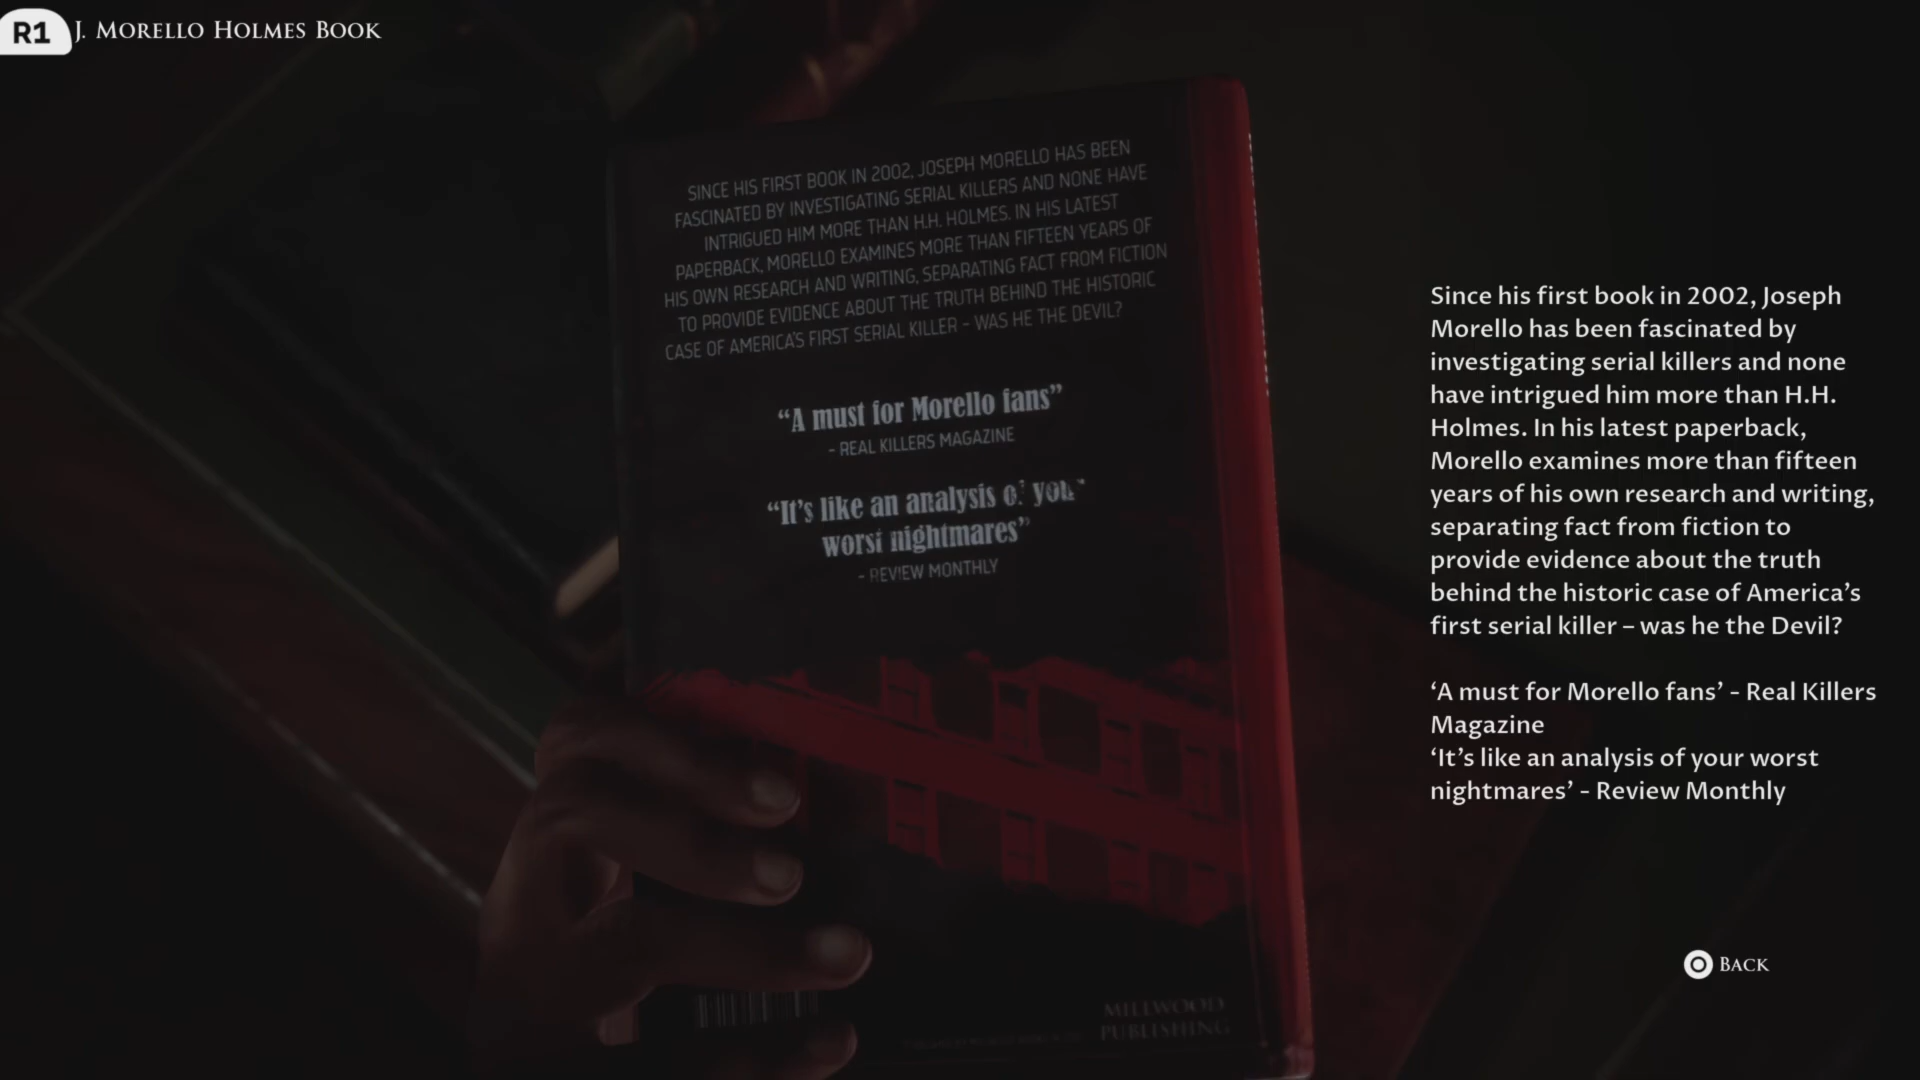 R1 J. Morello Holmes Book
SINCE HIS FIRST BOOK IN 2002, JOSEPH MORELLO HAS BEEN
FASCINATED BY INVESTIGATING SERIAL KILLERS AND NONE HAVE
INTRIGUED HIM MORE THAN H.H. HOLMES. IN HIS LATEST
PAPERBACK, MORELLO EXAMINES MORE THAN FIFTEEN YEARS OF
HIS OWN RESEARCH AND WRITING, SEPARATING FACT FROM FICTION
TO PROVIDE EVIDENCE ABOUT THE TRUTH BEHIND THE HISTORIC
CASE OF AMERICA'S FIRST SERIAL KILLER – WAS HE THE DEVIL?
“A must for Morello fans”
- REAL KILLERS MAGAZINE
“It's like an analysis of your
worst nightmares”
- REVIEW MONTHLY
MILLWOOD
PUBLISHING
Since his first book in 2002, Joseph
Morello has been fascinated by
investigating serial killers and none
have intrigued him more than H.H.
Holmes. In his latest paperback,
Morello examines more than fifteen
years of his own research and writing,
separating fact from fiction to
provide evidence about the truth
behind the historic case of America’s
first serial killer – was he the Devil?
‘A must for Morello fans’ - Real Killers
Magazine
‘It’s like an analysis of your worst
nightmares’ - Review Monthly
Back